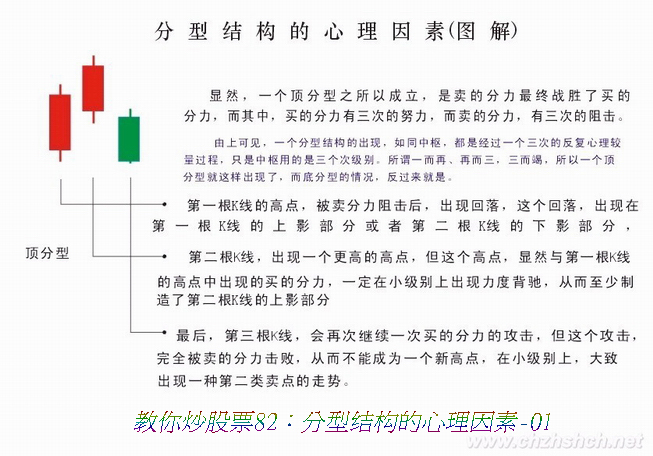 分型结构的心理因素(图解)
显然，一个顶分型之所以成立，是卖的分力最终战胜了买的
分力，而其中，买的分力有三次的努力，而卖的分力，有三次的阻击。
由上可见，一个分型结构的出现，如同中枢，都是经过一个三次的反复心理较
量过程，只是中枢用的是三个次级别。所谓一而再、再而三，三而竭，所以一个顶
分型就这样出现了，而底分型的情况，反过来就是。
第一根K线的高点，被卖分力阻击后，出现回落，这个回落，出现在
第一根K线的上影部分或者第二根K线的下影部分，
顶分型
第二根K线，出现一个更高的高点，但这个高点，显然与第一根K线
的高点中出现的买的分力，一定在小级别上出现力度背驰，从而至少制
造了第二根K线的上影部分
最后，第三根K线，会再次继续一次买的分力的攻击，但这个攻击，
完全被卖的分力击败，从而不能成为一个新高点，在小级别上，大致
出现一种第二类卖点的走势。
教你炒股票82：分型结构的心理因素-01
www.chzhshch.net